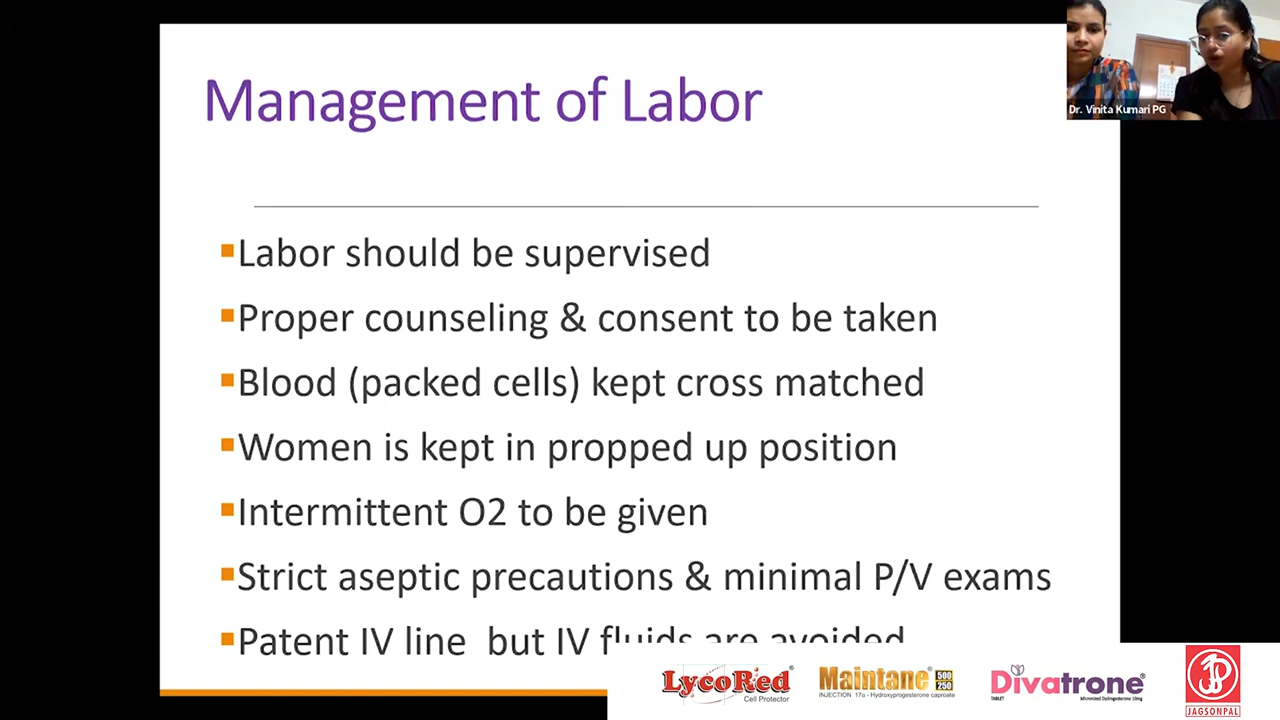 Management of Labor
Dr. Vinita Kumari PG
▪Labor should be supervised
▪Proper counseling & consent to be taken
▪Blood (packed cells) kept cross matched
▪Women is kept in propped up position
▪Intermittent O2 to be given
▪Strict aseptic precautions & minimal P/V exams
▪Patent IV line but IV fluids are avoided
LycoRed®
Cell Protector
Maintane® 500 250
INJECTION 17α - Hydroxyprogesterone caproate
Divatrone®
TABLET Micronised Dydrogesterone 10mg
JAGSONPAL